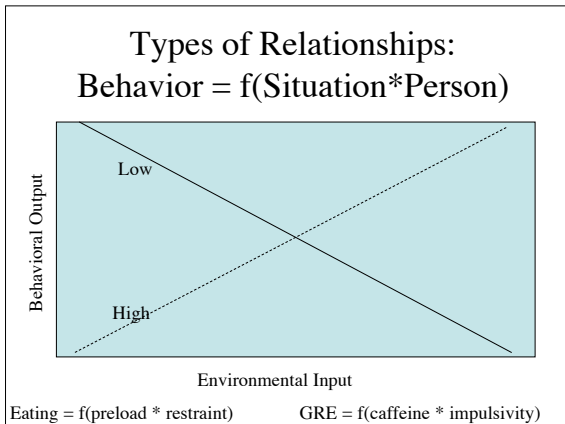 Types of Relationships:
Behavior = f(Situation*Person)
Low
Behavioral Output
High
Environmental Input
Eating = f(preload * restraint) GRE = f(caffeine * impulsivity)